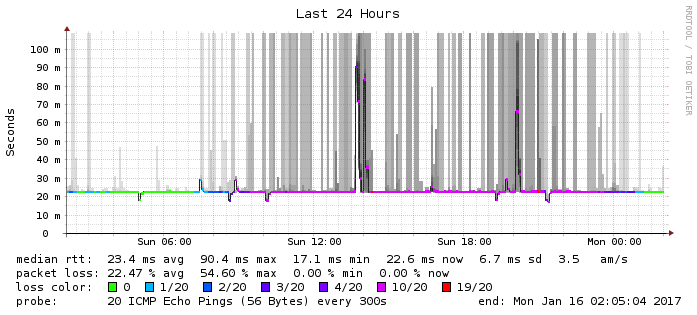 Last 24 Hours
RRDTOOL / TOBI OETIKER
Seconds
100 m
90 m
80 m
70 m
60 m
50 m
40 m
30 m
20 m
10 m
0
Sun 06:00 Sun 12:00 Sun 18:00 Mon 00:00
median rtt: 23.4 ms avg 90.4 ms max 17.1 ms min 22.6 ms now 6.7 ms sd 3.5 am/s
packet loss: 22.47 % avg 54.60 % max 0.00 % min 0.00 % now
loss color: 0 1/20 2/20 3/20 4/20 10/20 19/20
probe: 20 ICMP Echo Pings (56 Bytes) every 300s end: Mon Jan 16 02:05:04 2017